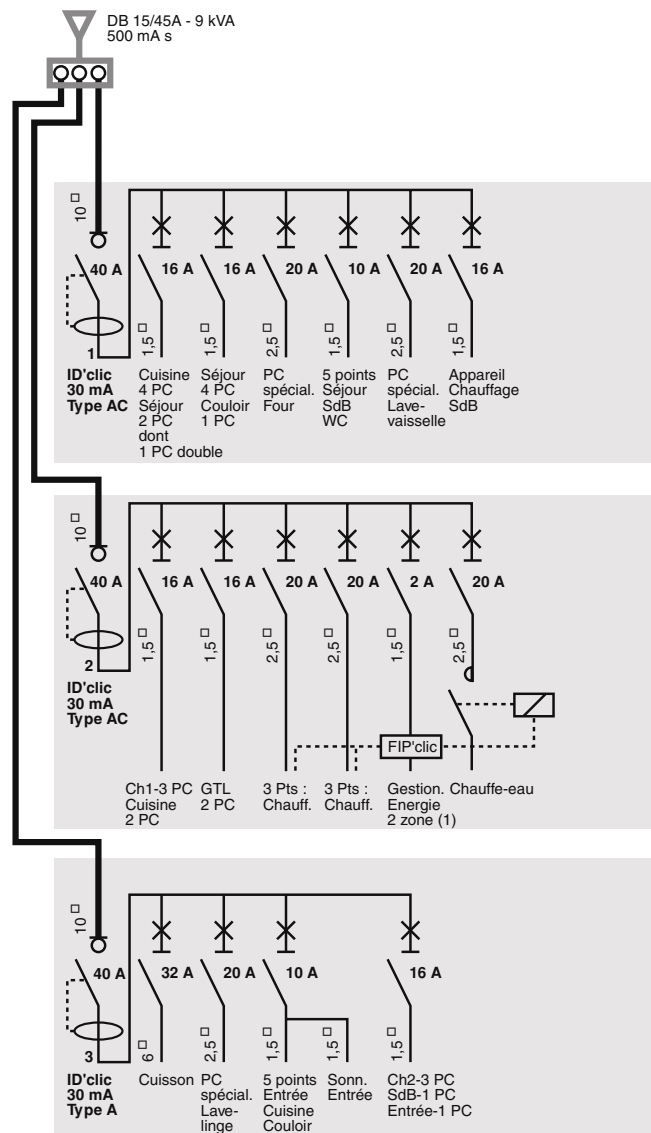 DB 15/45A - 9 kVA
500 mA s
10 □
40 A
16 A
16 A
20 A
10 A
20 A
16 A
1,5 □
1,5 □
2,5 □
1,5 □
2,5 □
1,5 □
1
ID'clic
30 mA
Type AC
Cuisine
4 PC
Séjour
2 PC
dont
1 PC double
Séjour
4 PC
Couloir
1 PC
PC
spécial.
Four
5 points
Séjour
SdB
WC
PC
spécial.
Lave-
vaisselle
Appareil
Chauffage
SdB
10 □
40 A
16 A
16 A
20 A
20 A
2 A
20 A
1,5 □
1,5 □
2,5 □
2,5 □
1,5 □
2,5 □
2
ID'clic
30 mA
Type AC
FIP'clic
Ch1-3 PC
Cuisine
2 PC
GTL
2 PC
3 Pts :
Chauff.
3 Pts :
Chauff.
Gestion.
Energie
2 zone (1)
Chauffe-eau
10 □
40 A
32 A
20 A
10 A
16 A
6 □
2,5 □
1,5 □
1,5 □
1,5 □
3
ID'clic
30 mA
Type A
Cuisson
PC
spécial.
Lave-
linge
5 points
Entrée
Cuisine
Couloir
Sonn.
Entrée
Ch2-3 PC
SdB-1 PC
Entrée-1 PC